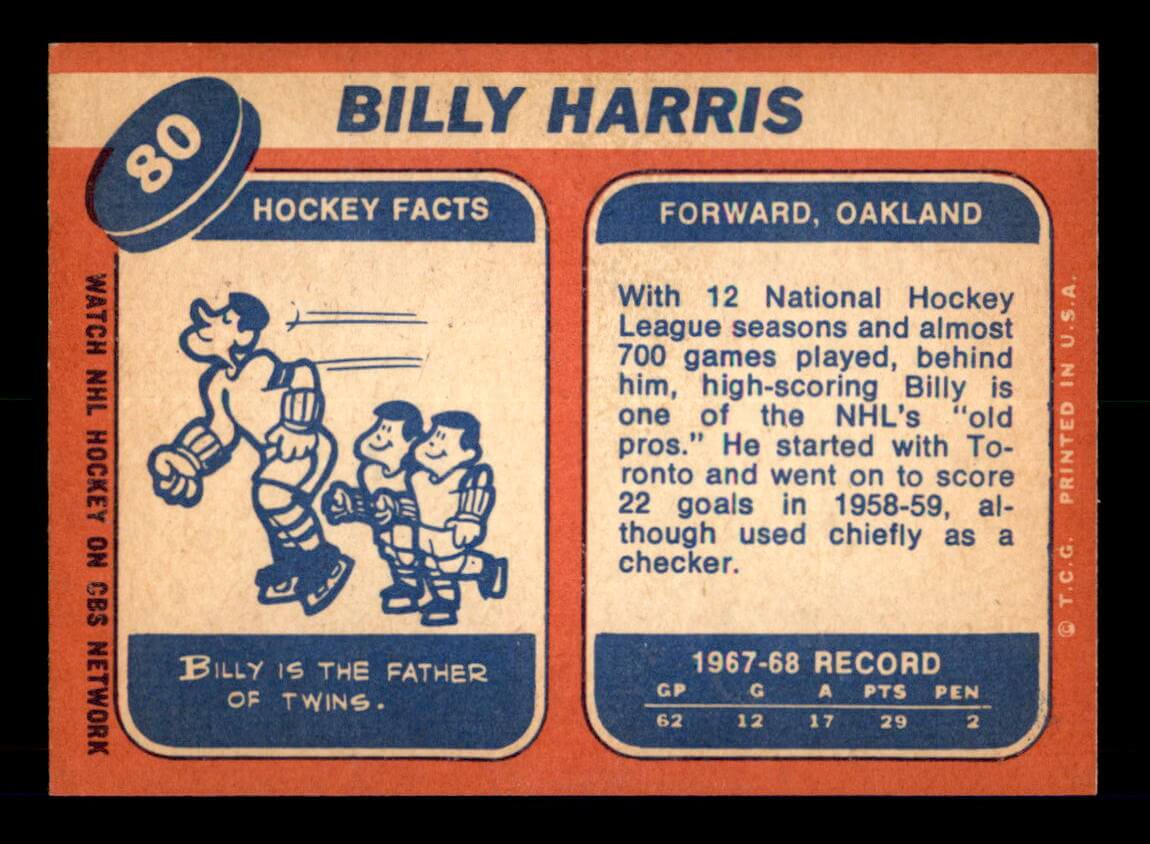 80
BILLY HARRIS
HOCKEY FACTS
BILLY IS THE FATHER
OF TWINS.
FORWARD, OAKLAND
With 12 National Hockey
League seasons and almost
700 games played, behind
him, high-scoring Billy is
one of the NHL's "old
pros." He started with To-
ronto and went on to score
22 goals in 1958-59, al-
though used chiefly as a
checker.
1967-68 RECORD
GP G A PTS PEN
62 12 17 29 2
WATCH NHL HOCKEY ON CBS NETWORK
© T.C.G. PRINTED IN U.S.A.